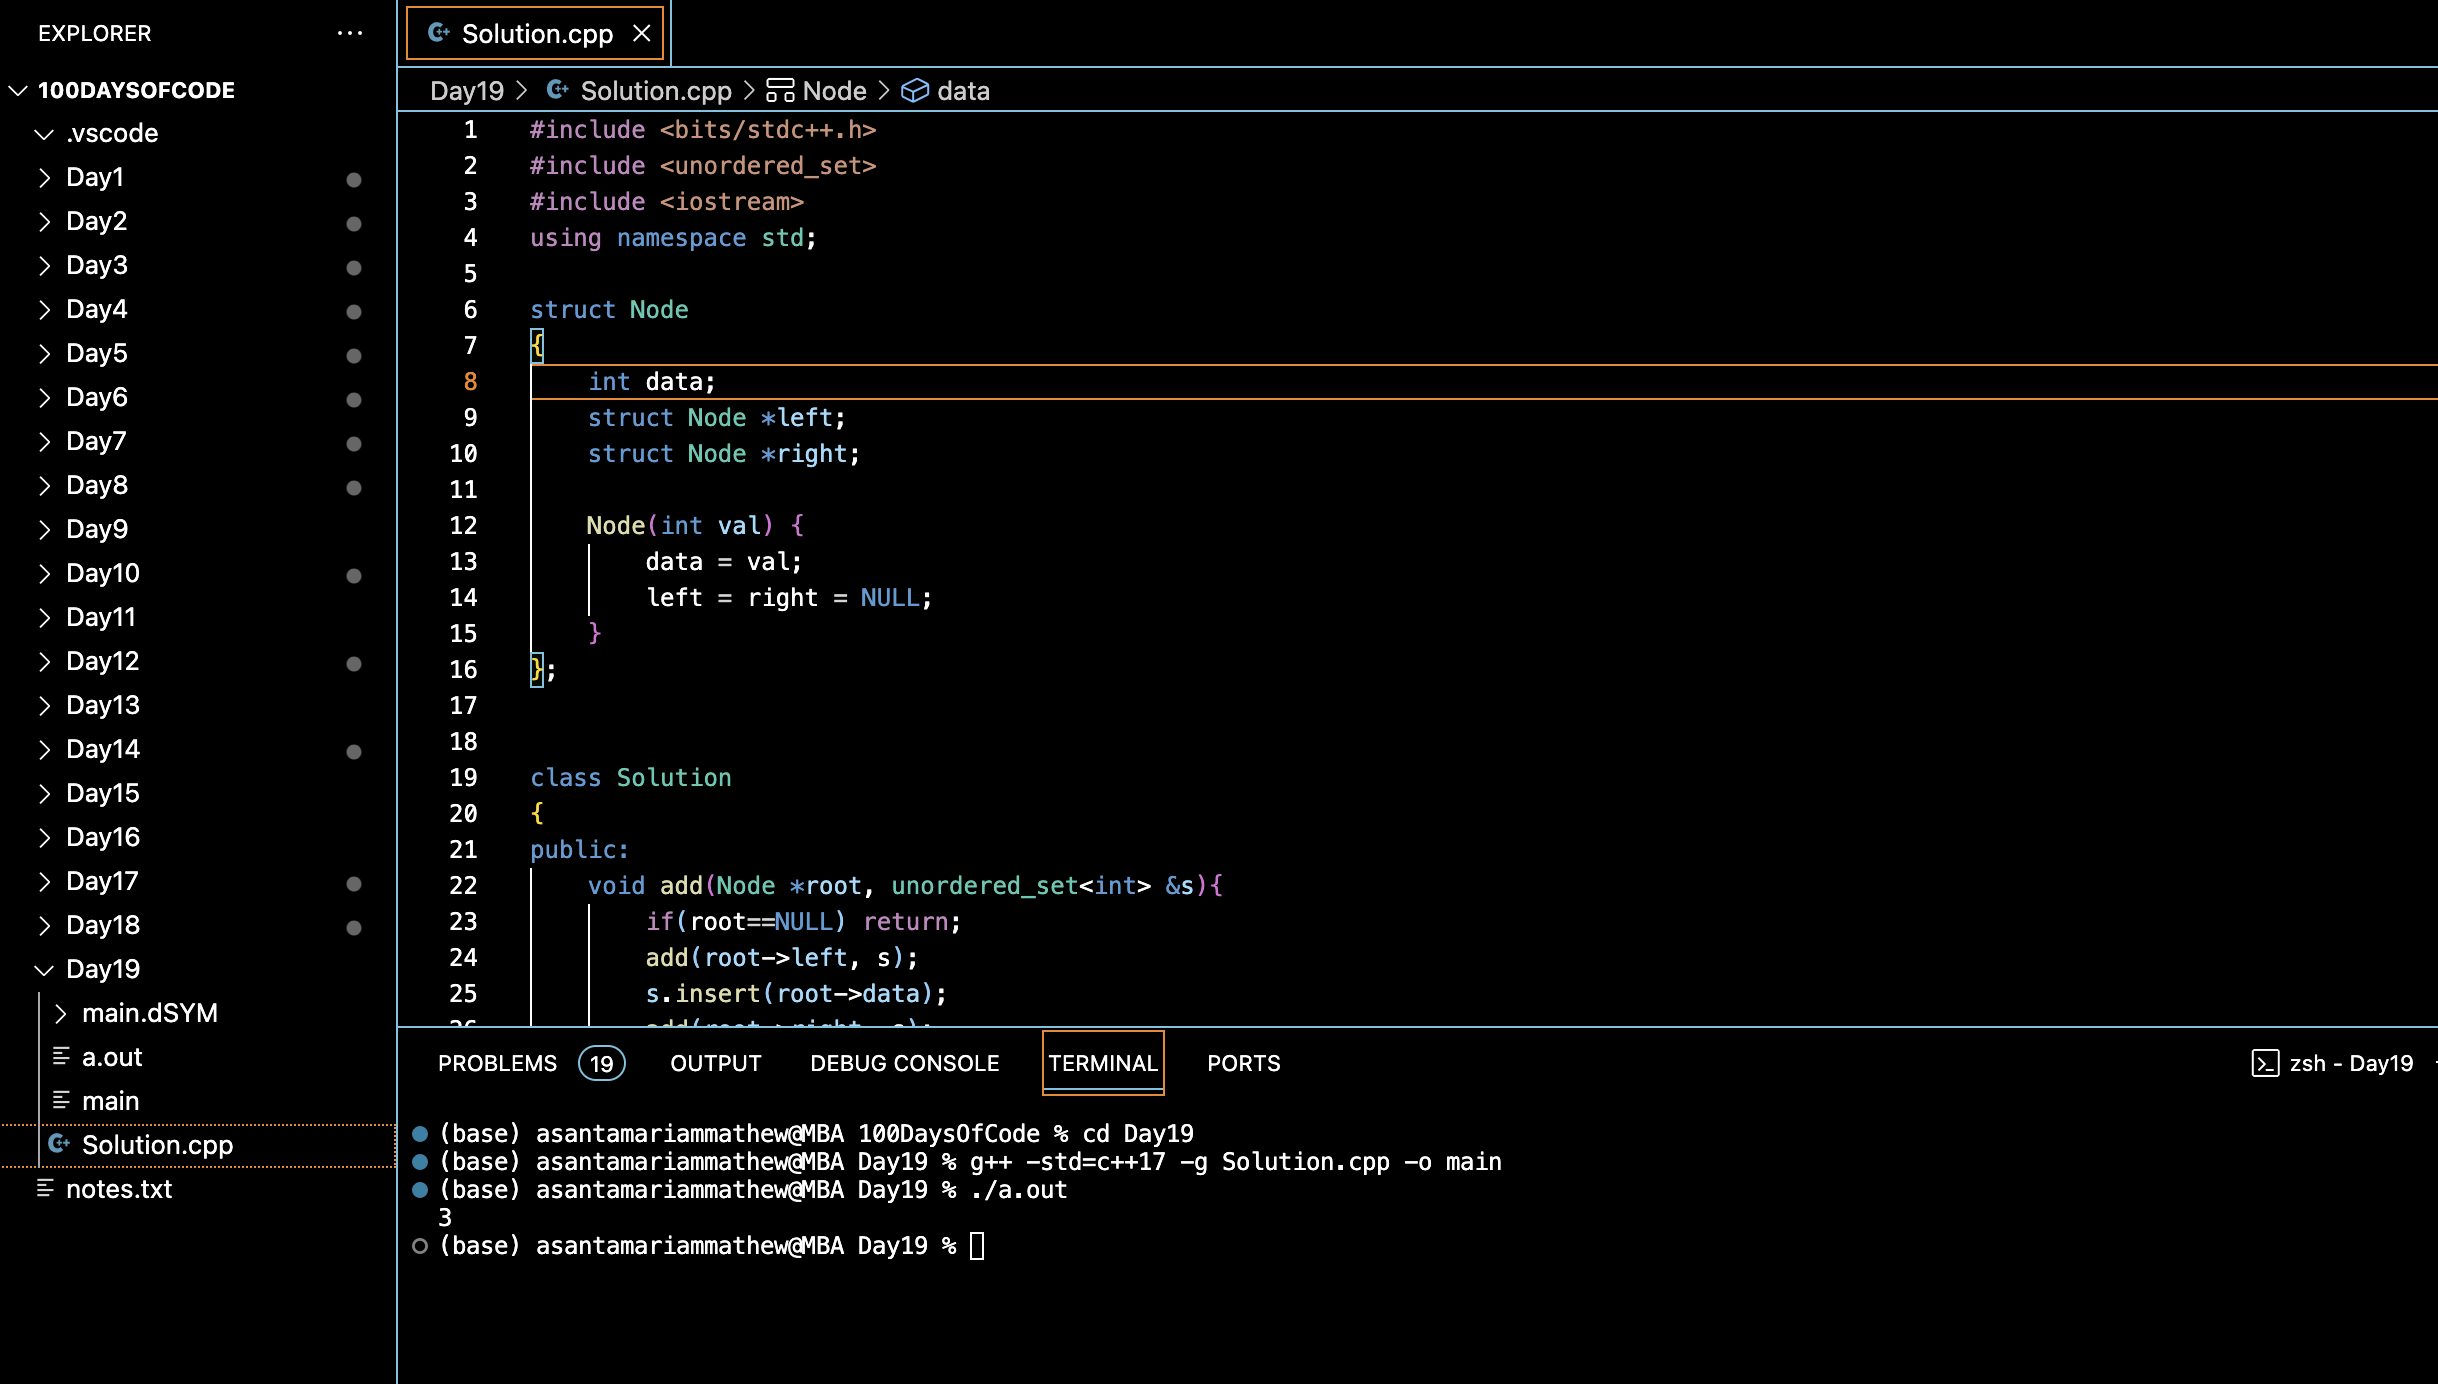 EXPLORER
100DAYSOFCODE
.vscode
Day1
Day2
Day3
Day4
Day5
Day6
Day7
Day8
Day9
Day10
Day11
Day12
Day13
Day14
Day15
Day16
Day17
Day18
Day19
main.dSYM
a.out
main
Solution.cpp
notes.txt
Solution.cpp
Day19 > Solution.cpp > Node > data
1 #include <bits/stdc++.h>
2 #include <unordered_set>
3 #include <iostream>
4 using namespace std;
5
6 struct Node
7 {
8     int data;
9     struct Node *left;
10     struct Node *right;
11
12     Node(int val) {
13         data = val;
14         left = right = NULL;
15     }
16 };
17
18
19 class Solution
20 {
21 public:
22     void add(Node *root, unordered_set<int> &s){
23         if(root==NULL) return;
24         add(root->left, s);
25         s.insert(root->data);
26         add(root->right, s);
PROBLEMS 19 OUTPUT DEBUG CONSOLE TERMINAL PORTS zsh - Day19
(base) asantamariammathew@MBA 100DaysOfCode % cd Day19
(base) asantamariammathew@MBA Day19 % g++ -std=c++17 -g Solution.cpp -o main
(base) asantamariammathew@MBA Day19 % ./a.out
3
(base) asantamariammathew@MBA Day19 %